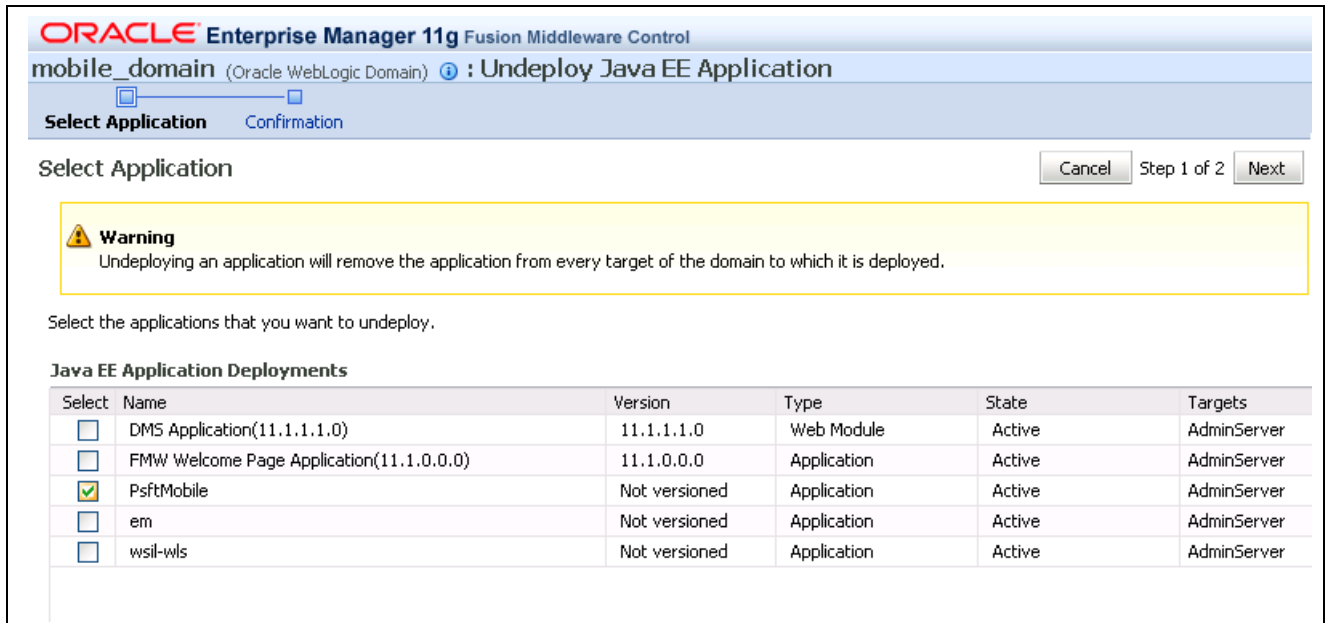 ORACLE Enterprise Manager 11g Fusion Middleware Control
mobile_domain (Oracle WebLogic Domain) i : Undeploy Java EE Application
Select Application Confirmation
Select Application Cancel Step 1 of 2 Next
Warning
Undeploying an application will remove the application from every target of the domain to which it is deployed.
Select the applications that you want to undeploy.
Java EE Application Deployments
Select Name Version Type State Targets
DMS Application(11.1.1.1.0) 11.1.1.1.0 Web Module Active AdminServer
FMW Welcome Page Application(11.1.0.0.0) 11.1.0.0.0 Application Active AdminServer
PsftMobile Not versioned Application Active AdminServer
em Not versioned Application Active AdminServer
wsil-wls Not versioned Application Active AdminServer